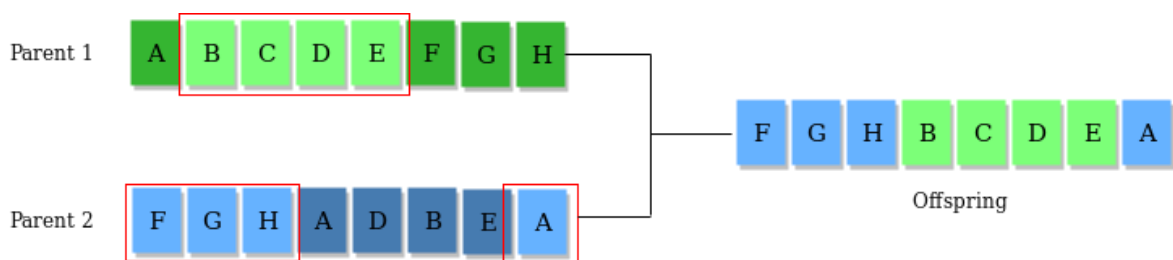 Parent 1 A B C D E F G H
F G H B C D E A
Parent 2 F G H A D B E A
Offspring